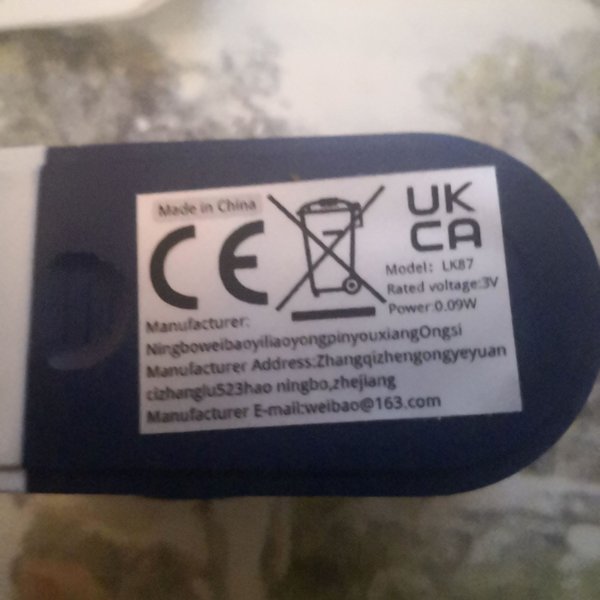 Made in China
CE
UK
CA
Model: LK87
Rated voltage:3V
Power:0.09W
Manufacturer:
NingboweibaoyiliaoyongpinyouxiangOngsi
Manufacturer Address:Zhangqizhengongyeyuan
cizhanglu523hao ningbo,zhejiang
Manufacturer E-mail:weibao@163.com